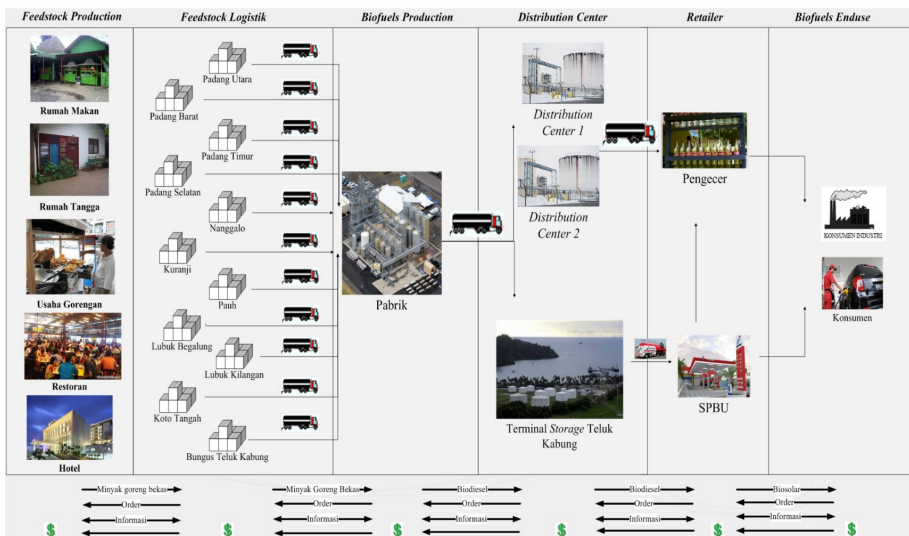 Feedstock Production
Feedstock Logistik
Biofuels Production
Distribution Center
Retailer
Biofuels Enduse
Rumah Makan
Rumah Tangga
Usaha Gorengan
Restoran
Hotel
Padang Utara
Padang Barat
Padang Timur
Padang Selatan
Nanggalo
Kuranji
Pauh
Lubuk Begalung
Lubuk Kilangan
Koto Tangah
Bungus Teluk Kabung
Pabrik
Distribution
Center 1
Distribution
Center 2
Terminal Storage Teluk
Kabung
Pengecer
SPBU
KONSUMEN INDUSTRI
Konsumen
Minyak goreng bekas
Order
Informasi
$
Minyak Goreng Bekas
Order
Informasi
$
Biodiesel
Order
Informasi
$
Biodiesel
Order
Informasi
$
Biosolar
Order
Informasi
$
$